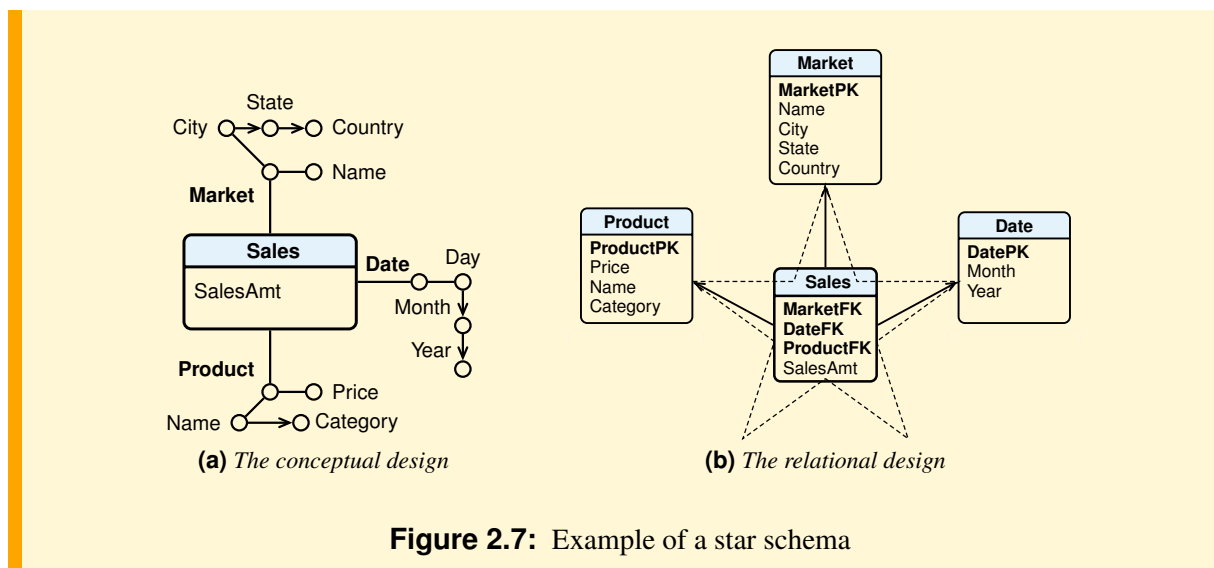 State
City
Country
Name
Market
Sales
SalesAmt
Date
Day
Month
Year
Product
Price
Name
Category
(a) The conceptual design
Market
MarketPK
Name
City
State
Country
Product
ProductPK
Price
Name
Category
Date
DatePK
Month
Year
Sales
MarketFK
DateFK
ProductFK
SalesAmt
(b) The relational design
Figure 2.7: Example of a star schema